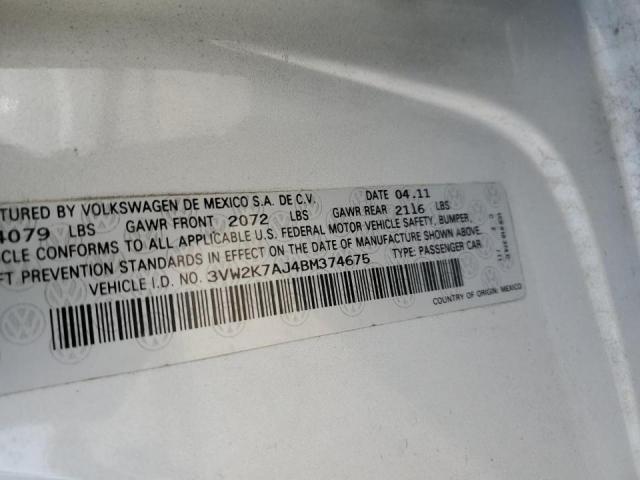 TURED BY VOLKSWAGEN DE MEXICO S.A. DE C.V. DATE 04.11
4079 LBS GAWR FRONT 2072 LBS GAWR REAR 2116 LBS
ICLE CONFORMS TO ALL APPLICABLE U.S. FEDERAL MOTOR VEHICLE SAFETY, BUMPER,
FT PREVENTION STANDARDS IN EFFECT ON THE DATE OF MANUFACTURE SHOWN ABOVE.
VEHICLE I.D. NO. 3VW2K7AJ4BM374675 TYPE: PASSENGER CAR
COUNTRY OF ORIGIN: MEXICO